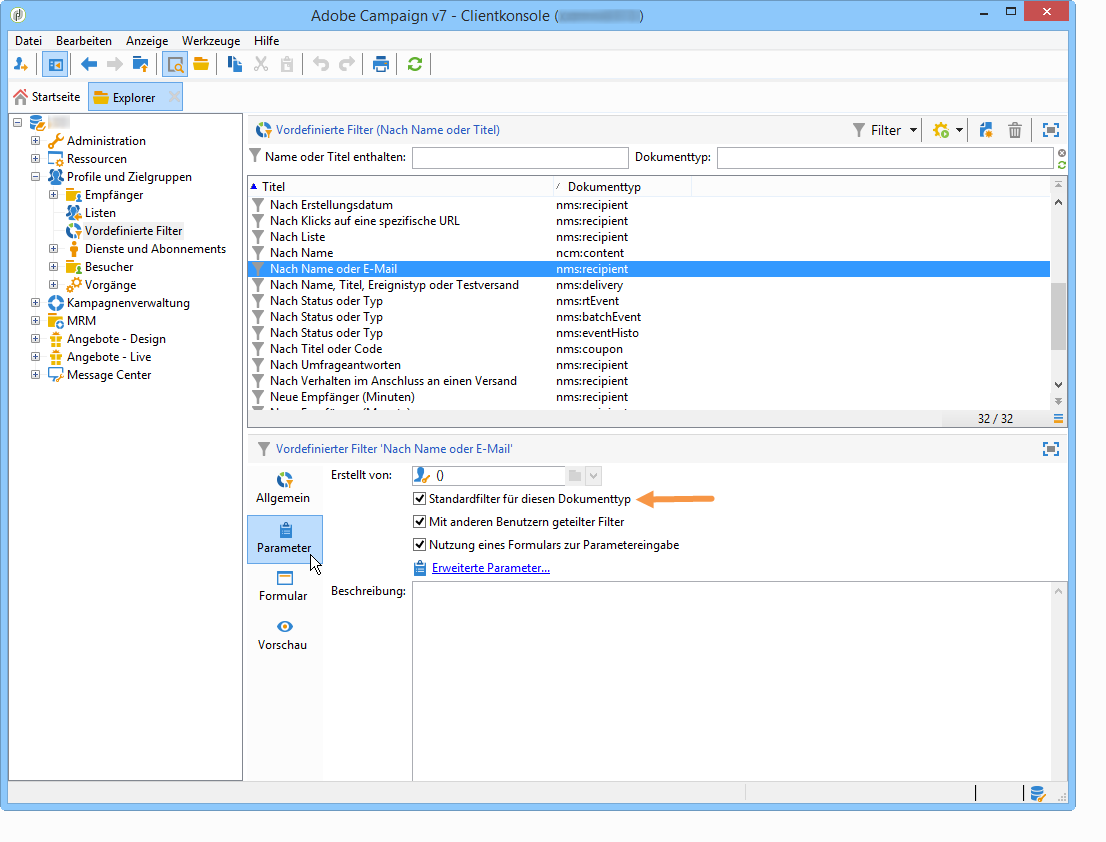 Adobe Campaign v7 - Clientkonsole ( )
Datei Bearbeiten Anzeige Werkzeuge Hilfe
Startseite Explorer
Administration
Ressourcen
Profile und Zielgruppen
Empfänger
Listen
Vordefinierte Filter
Dienste und Abonnements
Besucher
Vorgänge
Kampagnenverwaltung
MRM
Angebote - Design
Angebote - Live
Message Center
Vordefinierte Filter (Nach Name oder Titel) Filter
Name oder Titel enthalten: Dokumenttyp:
Titel Dokumenttyp
Nach Erstellungsdatum nms:recipient
Nach Klicks auf eine spezifische URL nms:recipient
Nach Liste nms:recipient
Nach Name ncm:content
Nach Name oder E-Mail nms:recipient
Nach Name, Titel, Ereignistyp oder Testversand nms:delivery
Nach Status oder Typ nms:rtEvent
Nach Status oder Typ nms:batchEvent
Nach Status oder Typ nms:eventHisto
Nach Titel oder Code nms:coupon
Nach Umfrageantworten nms:recipient
Nach Verhalten im Anschluss an einen Versand nms:recipient
Neue Empfänger (Minuten) nms:recipient
32 / 32
Vordefinierter Filter 'Nach Name oder E-Mail'
Allgemein
Parameter
Formular
Vorschau
Erstellt von: ()
Standardfilter für diesen Dokumenttyp
Mit anderen Benutzern geteilter Filter
Nutzung eines Formulars zur Parametereingabe
Erweiterte Parameter...
Beschreibung: